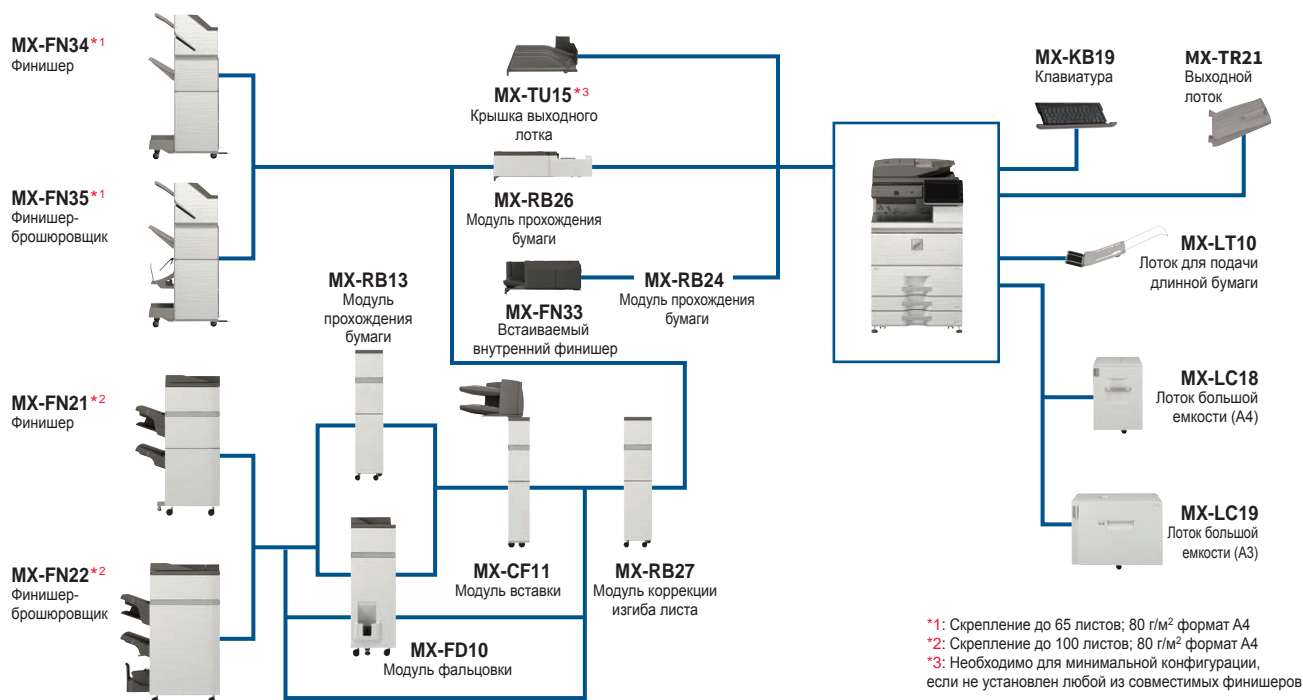 MX-FN34*1
Финишер
MX-TU15*3
Крышка выходного
лотка
MX-KB19
Клавиатура
MX-TR21
Выходной
лоток
MX-FN35*1
Финишер-
брошюровщик
MX-RB26
Модуль прохождения
бумаги
MX-RB13
Модуль
прохождения
бумаги
MX-FN33
Встаиваемый
внутренний финишер
MX-RB24
Модуль прохождения
бумаги
MX-LT10
Лоток для подачи
длинной бумаги
MX-FN21*2
Финишер
MX-LC18
Лоток большой
емкости (A4)
MX-LC19
Лоток большой
емкости (A3)
MX-FN22*2
Финишер-
брошюровщик
MX-CF11
Модуль вставки
MX-RB27
Модуль коррекции
изгиба листа
MX-FD10
Модуль фальцовки
*1: Скрепление до 65 листов; 80 г/м² формат A4
*2: Скрепление до 100 листов; 80 г/м² формат A4
*3: Необходимо для минимальной конфигурации,
если не установлен любой из совместимых финишеров